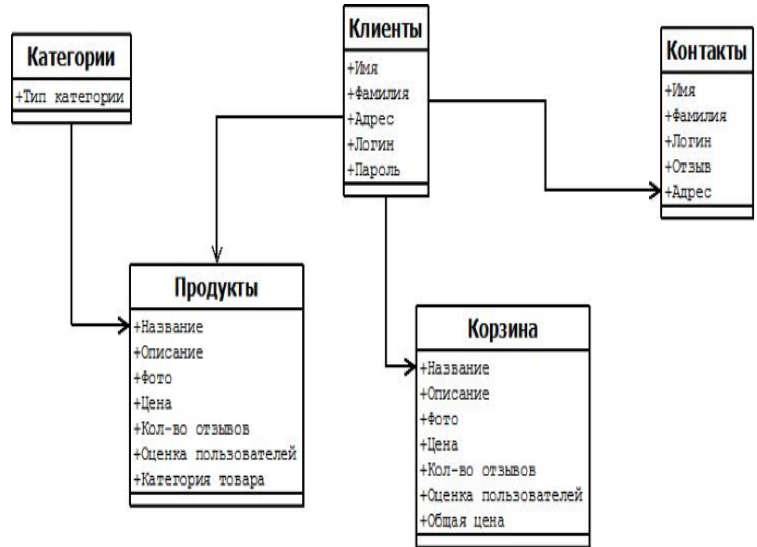 Категории
+Тип категории
Клиенты
+Имя
+Фамилия
+Адрес
+Логин
+Пароль
Контакты
+Имя
+Фамилия
+Логин
+Отзыв
+Адрес
Продукты
+Название
+Описание
+Фото
+Цена
+Кол-во отзывов
+Оценка пользователей
+Категория товара
Корзина
+Название
+Описание
+Фото
+Цена
+Кол-во отзывов
+Оценка пользователей
+Общая цена